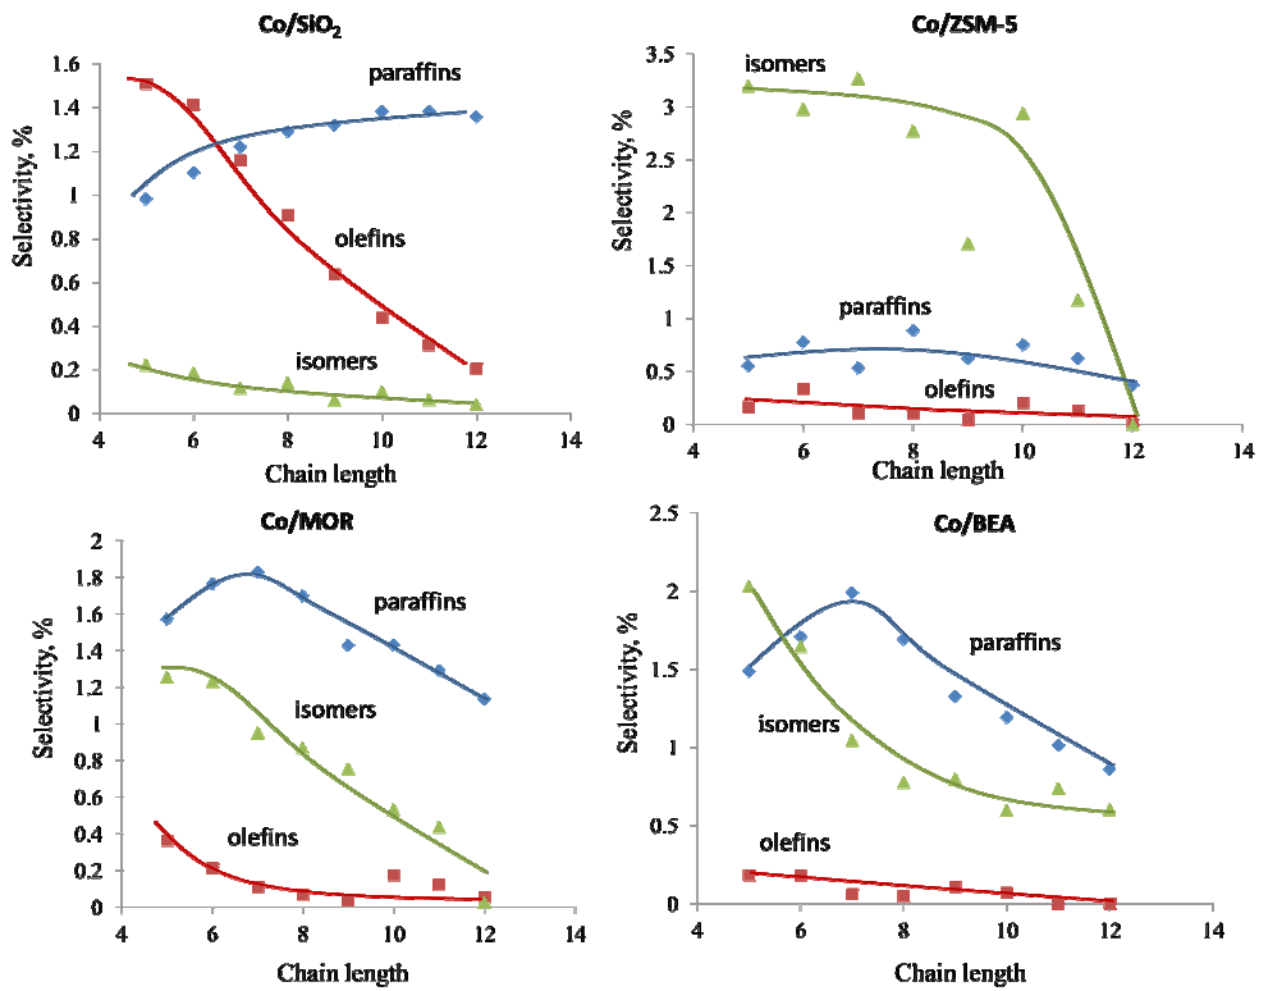 Co/SiO₂
Selectivity, %
1.6
1.4
1.2
1
0.8
0.6
0.4
0.2
0
paraffins
olefins
isomers
4 6 8 10 12 14
Chain length
Co/ZSM-5
Selectivity, %
3.5
3
2.5
2
1.5
1
0.5
0
isomers
paraffins
olefins
4 6 8 10 12 14
Chain length
Co/MOR
Selectivity, %
2
1.8
1.6
1.4
1.2
1
0.8
0.6
0.4
0.2
0
paraffins
isomers
olefins
4 6 8 10 12 14
Chain length
Co/BEA
Selectivity, %
2.5
2
1.5
1
0.5
0
paraffins
isomers
olefins
4 6 8 10 12 14
Chain length